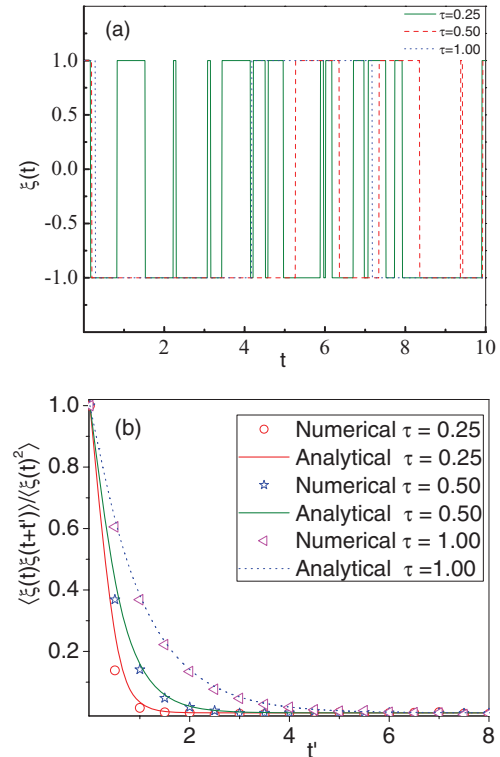 (a)
τ=0.25
τ=0.50
τ=1.00
1.0
0.5
0.0
-0.5
-1.0
ξ(t)
2 4 6 8 10
t
(b)
1.0
0.8
0.6
0.4
0.2
⟨ξ(t)ξ(t+t')⟩/⟨ξ(t)²⟩
Numerical τ = 0.25
Analytical τ = 0.25
Numerical τ = 0.50
Analytical τ = 0.50
Numerical τ = 1.00
Analytical τ =1.00
0 2 4 6 8
t'